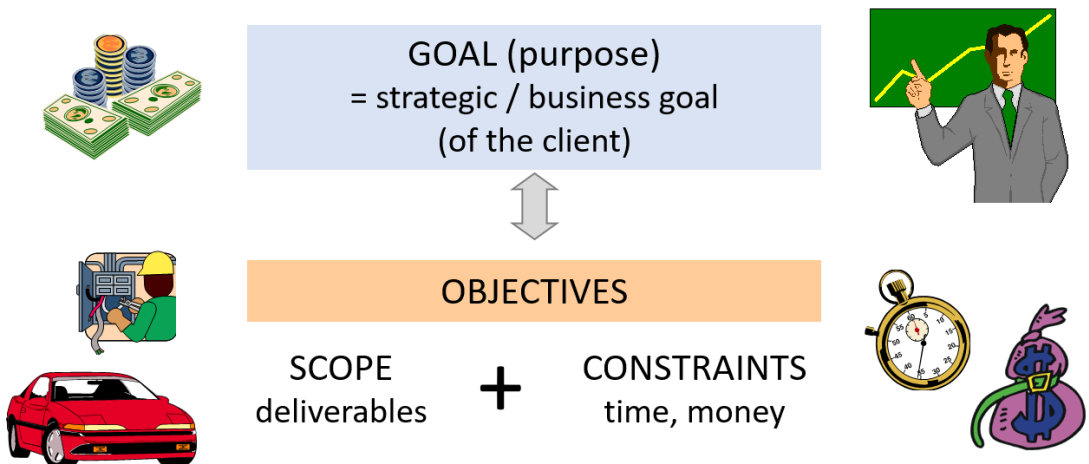 GOAL (purpose)
= strategic / business goal
(of the client)
OBJECTIVES
SCOPE
deliverables
+
CONSTRAINTS
time, money